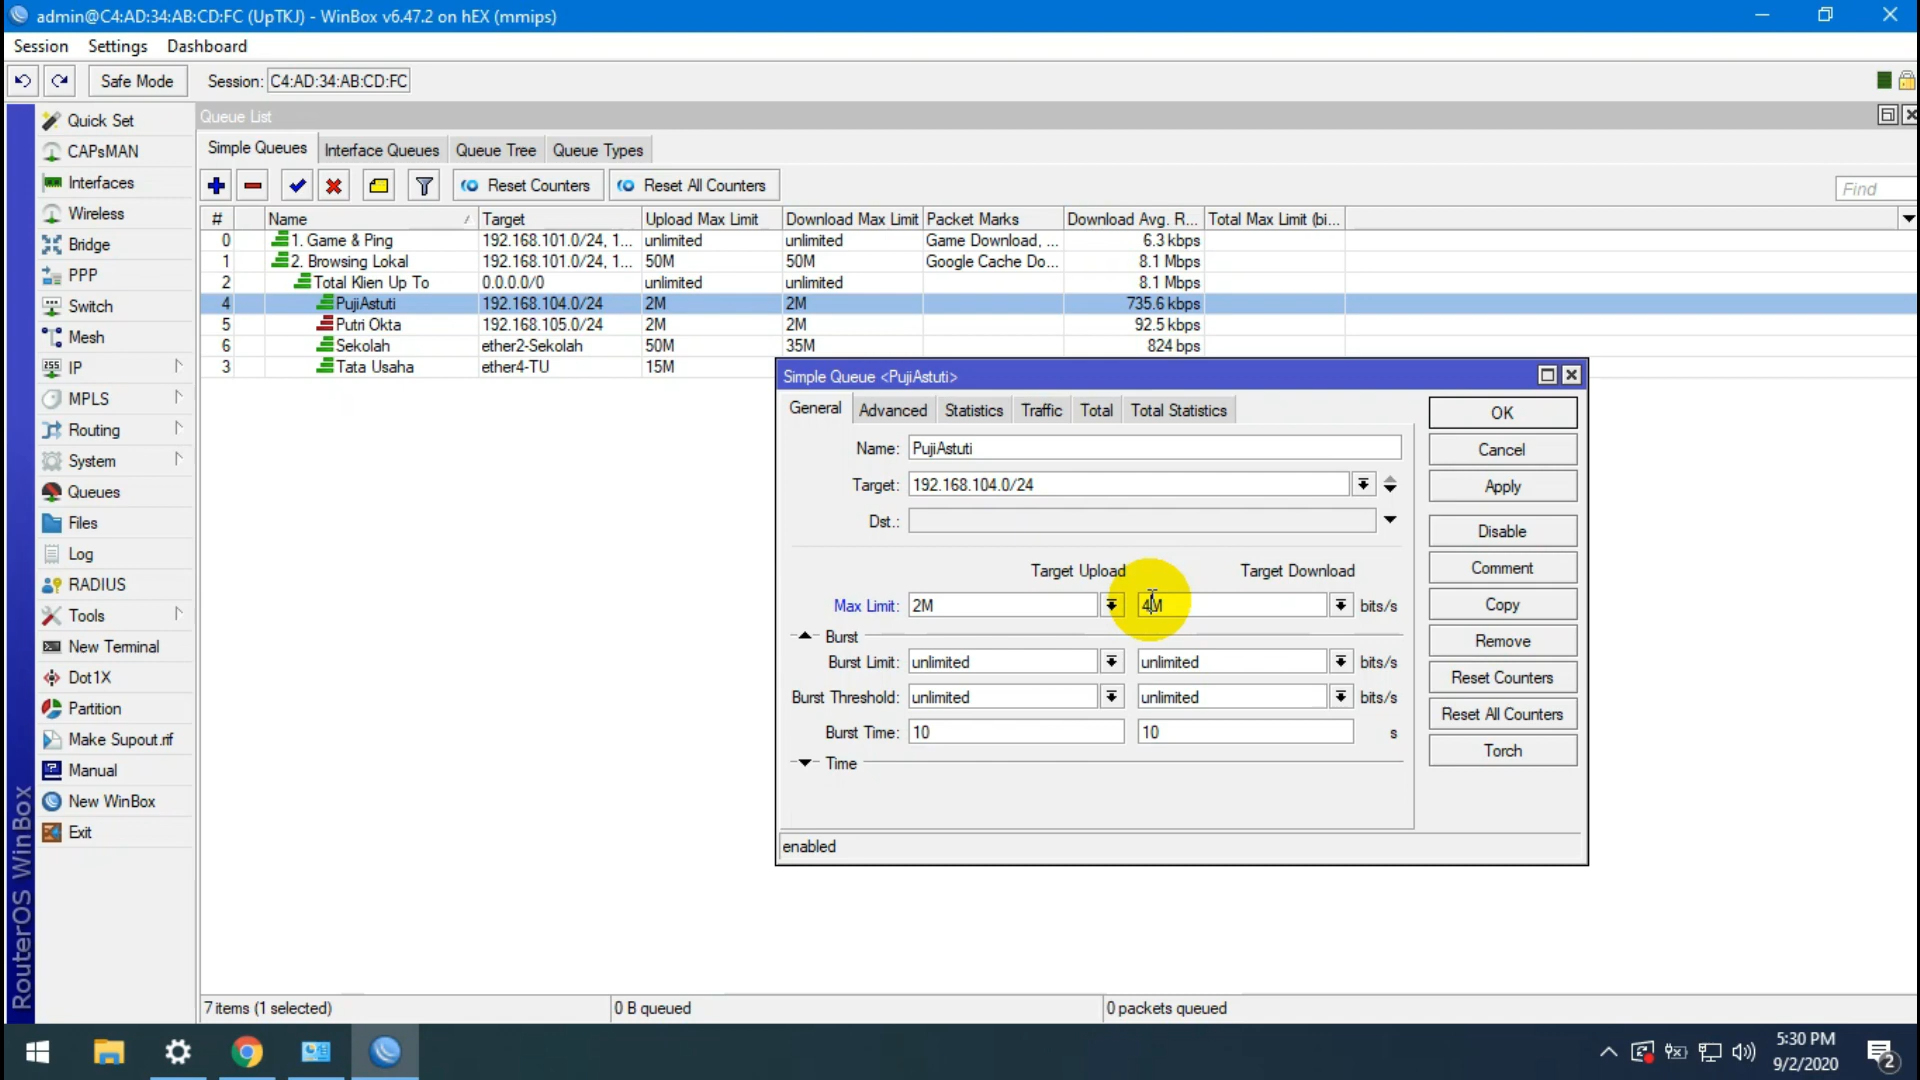 admin@C4:AD:34:AB:CD:FC (UpTKJ) - WinBox v6.47.2 on hEX (mmips)
Session Settings Dashboard
Safe Mode Session: C4:AD:34:AB:CD:FC
Queue List
Simple Queues Interface Queues Queue Tree Queue Types
Reset Counters Reset All Counters Find
# Name Target Upload Max Limit Download Max Limit Packet Marks Download Avg. R... Total Max Limit (bi...
0 1. Game & Ping 192.168.101.0/24, 1... unlimited unlimited Game Download, ... 6.3 kbps
1 2. Browsing Lokal 192.168.101.0/24, 1... 50M 50M Google Cache Do... 8.1 Mbps
2 Total Klien Up To 0.0.0.0/0 unlimited unlimited 8.1 Mbps
4 PujiAstuti 192.168.104.0/24 2M 2M 735.6 kbps
5 Putri Okta 192.168.105.0/24 2M 2M 92.5 kbps
6 Sekolah ether2-Sekolah 50M 35M 824 bps
3 Tata Usaha ether4-TU 15M
Quick Set
CAPsMAN
Interfaces
Wireless
Bridge
PPP
Switch
Mesh
255 IP
MPLS
Routing
System
Queues
Files
Log
RADIUS
Tools
New Terminal
Dot1X
Partition
Make Supout.rif
Manual
New WinBox
Exit
RouterOS WinBox
Simple Queue <PujiAstuti>
General Advanced Statistics Traffic Total Total Statistics
Name: PujiAstuti
Target: 192.168.104.0/24
Dst.:
Target Upload Target Download
Max Limit: 2M 4M bits/s
Burst
Burst Limit: unlimited unlimited bits/s
Burst Threshold: unlimited unlimited bits/s
Burst Time: 10 10 s
Time
enabled
OK
Cancel
Apply
Disable
Comment
Copy
Remove
Reset Counters
Reset All Counters
Torch
7 items (1 selected) 0 B queued 0 packets queued
5:30 PM
9/2/2020
2